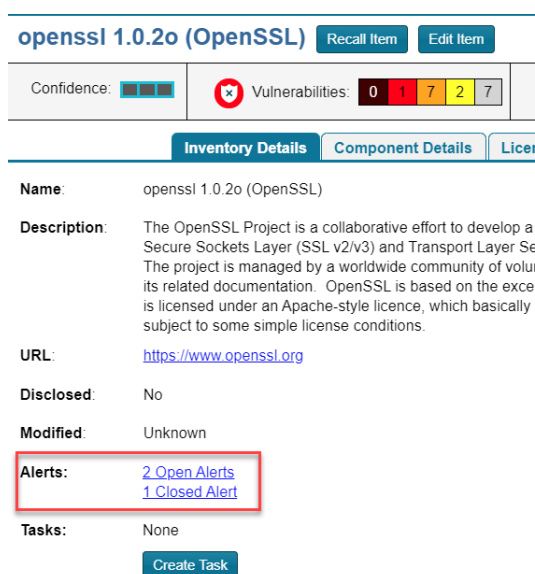 openssl 1.0.2o (OpenSSL) Recall Item Edit Item
Confidence: Vulnerabilities: 0 1 7 2 7
Inventory Details Component Details
Name: openssl 1.0.2o (OpenSSL)
Description: The OpenSSL Project is a collaborative effort to develop a
Secure Sockets Layer (SSL v2/v3) and Transport Layer
The project is managed by a worldwide community of
its related documentation. OpenSSL is based on the
is licensed under an Apache-style licence, which basically
subject to some simple license conditions.
URL: https://www.openssl.org
Disclosed: No
Modified: Unknown
Alerts: 2 Open Alerts
1 Closed Alert
Tasks: None
Create Task